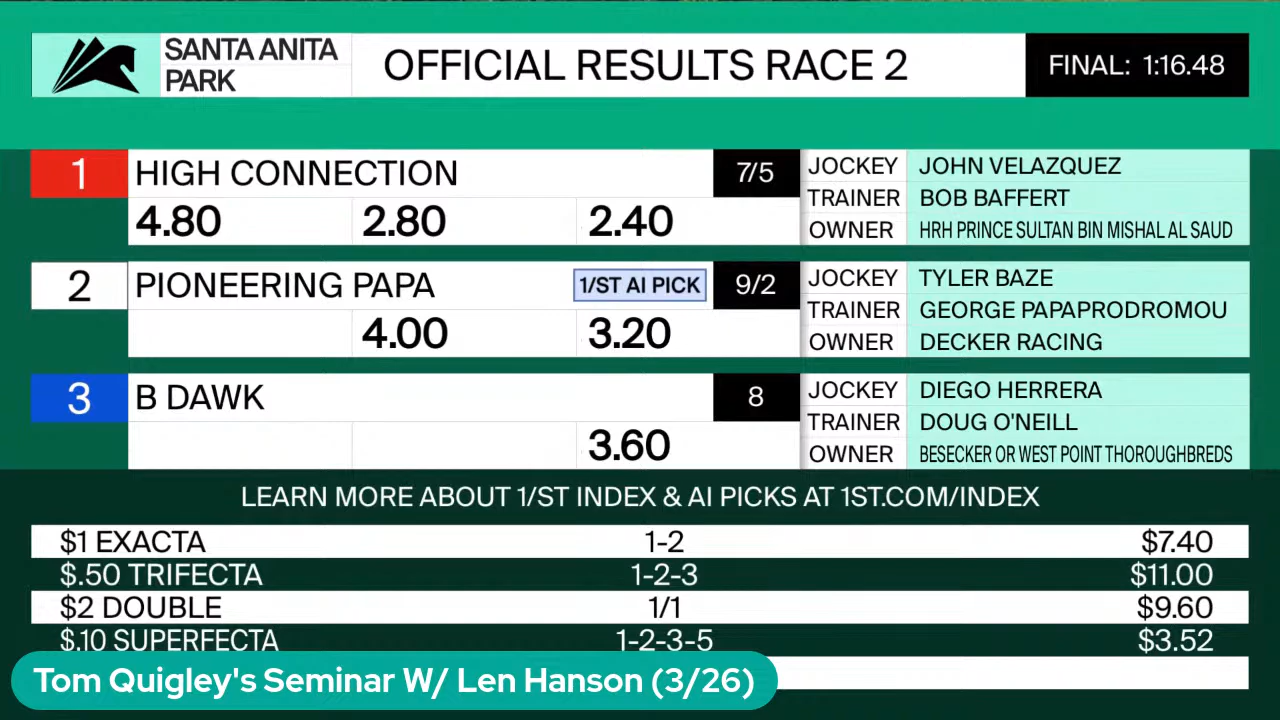 SANTA ANITA
PARK
OFFICIAL RESULTS RACE 2
FINAL: 1:16.48
1 HIGH CONNECTION 7/5
4.80 2.80 2.40
JOCKEY JOHN VELAZQUEZ
TRAINER BOB BAFFERT
OWNER HRH PRINCE SULTAN BIN MISHAL AL SAUD
2 PIONEERING PAPA 1/ST AI PICK 9/2
4.00 3.20
JOCKEY TYLER BAZE
TRAINER GEORGE PAPAPRODROMOU
OWNER DECKER RACING
3 B DAWK 8
3.60
JOCKEY DIEGO HERRERA
TRAINER DOUG O'NEILL
OWNER BESECKER OR WEST POINT THOROUGHBREDS
LEARN MORE ABOUT 1/ST INDEX & AI PICKS AT 1ST.COM/INDEX
$1 EXACTA 1-2 $7.40
$.50 TRIFECTA 1-2-3 $11.00
$2 DOUBLE 1/1 $9.60
$.10 SUPERFECTA 1-2-3-5 $3.52
Tom Quigley's Seminar W/ Len Hanson (3/26)